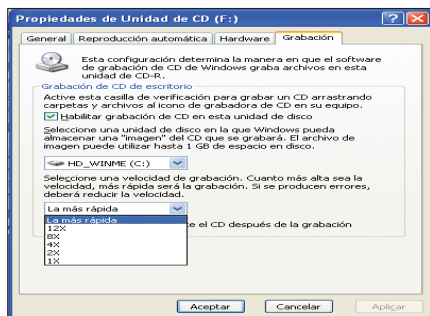 Propiedades de Unidad de CD (F:)
General Reproducción automática Hardware Grabación
Esta configuración determina la manera en que el software
de grabación de CD de Windows graba archivos en esta
unidad de CD-R.
Grabación de CD de escritorio
Active esta casilla de verificación para grabar un CD arrastrando
carpetas y archivos al icono de grabadora de CD en su equipo.
Habilitar grabación de CD en esta unidad de disco
Seleccione una unidad de disco en la que Windows pueda
almacenar una "imagen" del CD que se grabará. El archivo de
imagen puede utilizar hasta 1 GB de espacio en disco.
HD_WINME (C:)
Seleccione una velocidad de grabación. Cuanto más alta sea la
velocidad, más rápida será la grabación. Si se producen errores,
deberá reducir la velocidad.
La más rápida
La más rápida
12X
8X
4X
2X
1X
e el CD después de la grabación
Aceptar Cancelar Aplicar